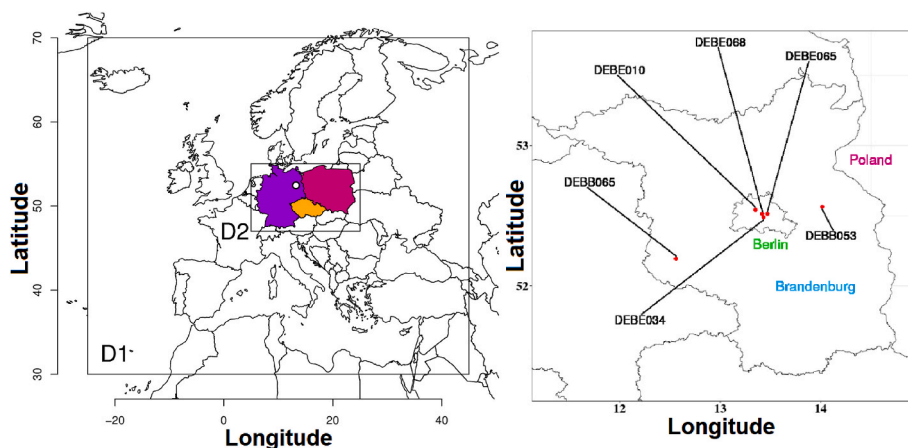 70
60
50
40
30
Latitude
D2
D1
-20
0
20
40
Longitude
DEBE068
DEBE010
DEBE065
53
Poland
DEBB065
Berlin
DEBB053
52
Brandenburg
DEBE034
Latitude
12
13
14
Longitude